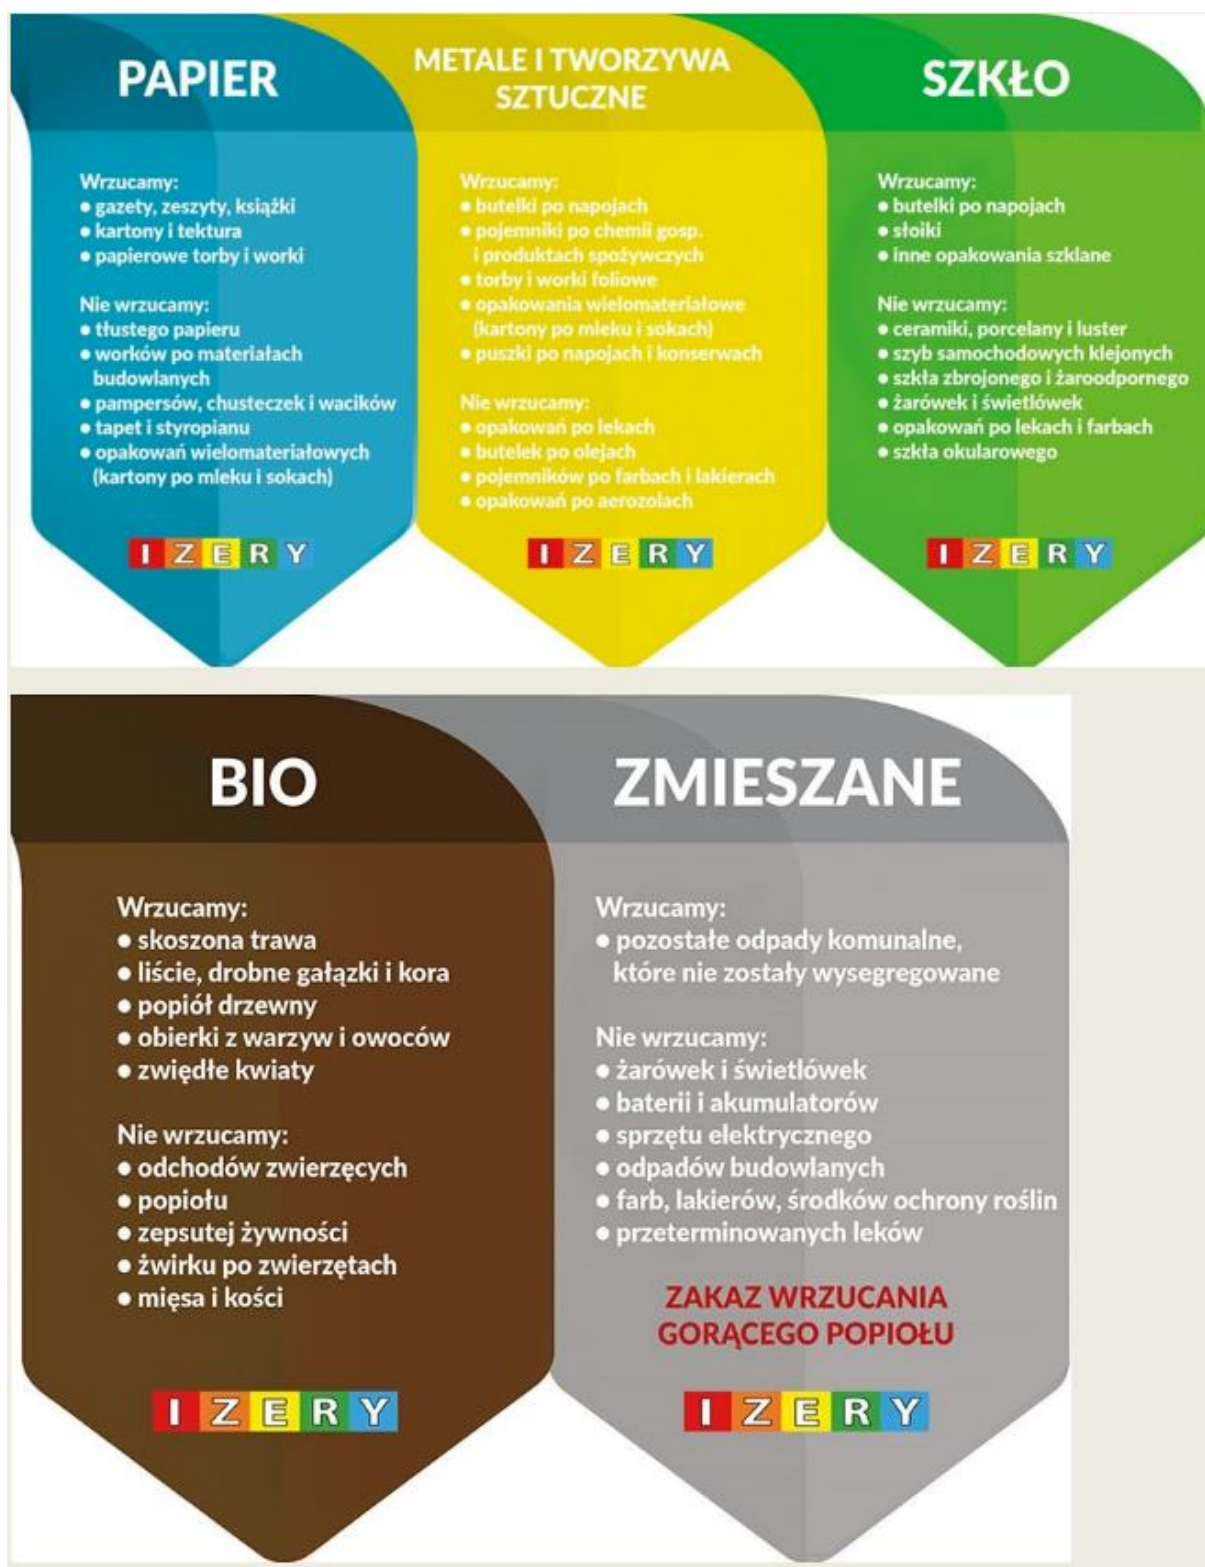 PAPIER
Wrzucamy:
● gazety, zeszyty, książki
● kartony i tektura
● papierowe torby i worki
Nie wrzucamy:
● tłustego papieru
● worków po materiałach
budowlanych
● pampersów, chusteczek i wacików
● tapet i styropianu
● opakowań wielomateriałowych
(kartony po mleku i sokach)
IZERY
METALE I TWORZYWA
SZTUCZNE
Wrzucamy:
● butelki po napojach
● pojemniki po chemii gosp.
i produktach spożywczych
● torby i worki foliowe
● opakowania wielomateriałowe
(kartony po mleku i sokach)
● puszki po napojach i konserwach
Nie wrzucamy:
● opakowań po lekach
● butelek po olejach
● pojemników po farbach i lakierach
● opakowań po aerozolach
IZERY
SZKŁO
Wrzucamy:
● butelki po napojach
● słoiki
● inne opakowania szklane
Nie wrzucamy:
● ceramiki, porcelany i luster
● szyb samochodowych klejonych
● szkła zbrojonego i żaroodpornego
● żarówek i świetlówek
● opakowań po lekach i farbach
● szkła okularowego
IZERY
BIO
Wrzucamy:
● skoszona trawa
● liście, drobne gałązki i kora
● popiół drzewny
● obierki z warzyw i owoców
● zwiędłe kwiaty
Nie wrzucamy:
● odchodów zwierzęcych
● popiołu
● zepsutej żywności
● żwirku po zwierzętach
● mięsa i kości
IZERY
ZMIESZANE
Wrzucamy:
● pozostałe odpady komunalne,
które nie zostały wysegregowane
Nie wrzucamy:
● żarówek i świetlówek
● baterii i akumulatorów
● sprzętu elektrycznego
● odpadów budowlanych
● farb, lakierów, środków ochrony roślin
● przeterminowanych leków
ZAKAZ WRZUCANIA
GORĄCEGO POPIOŁU
IZERY